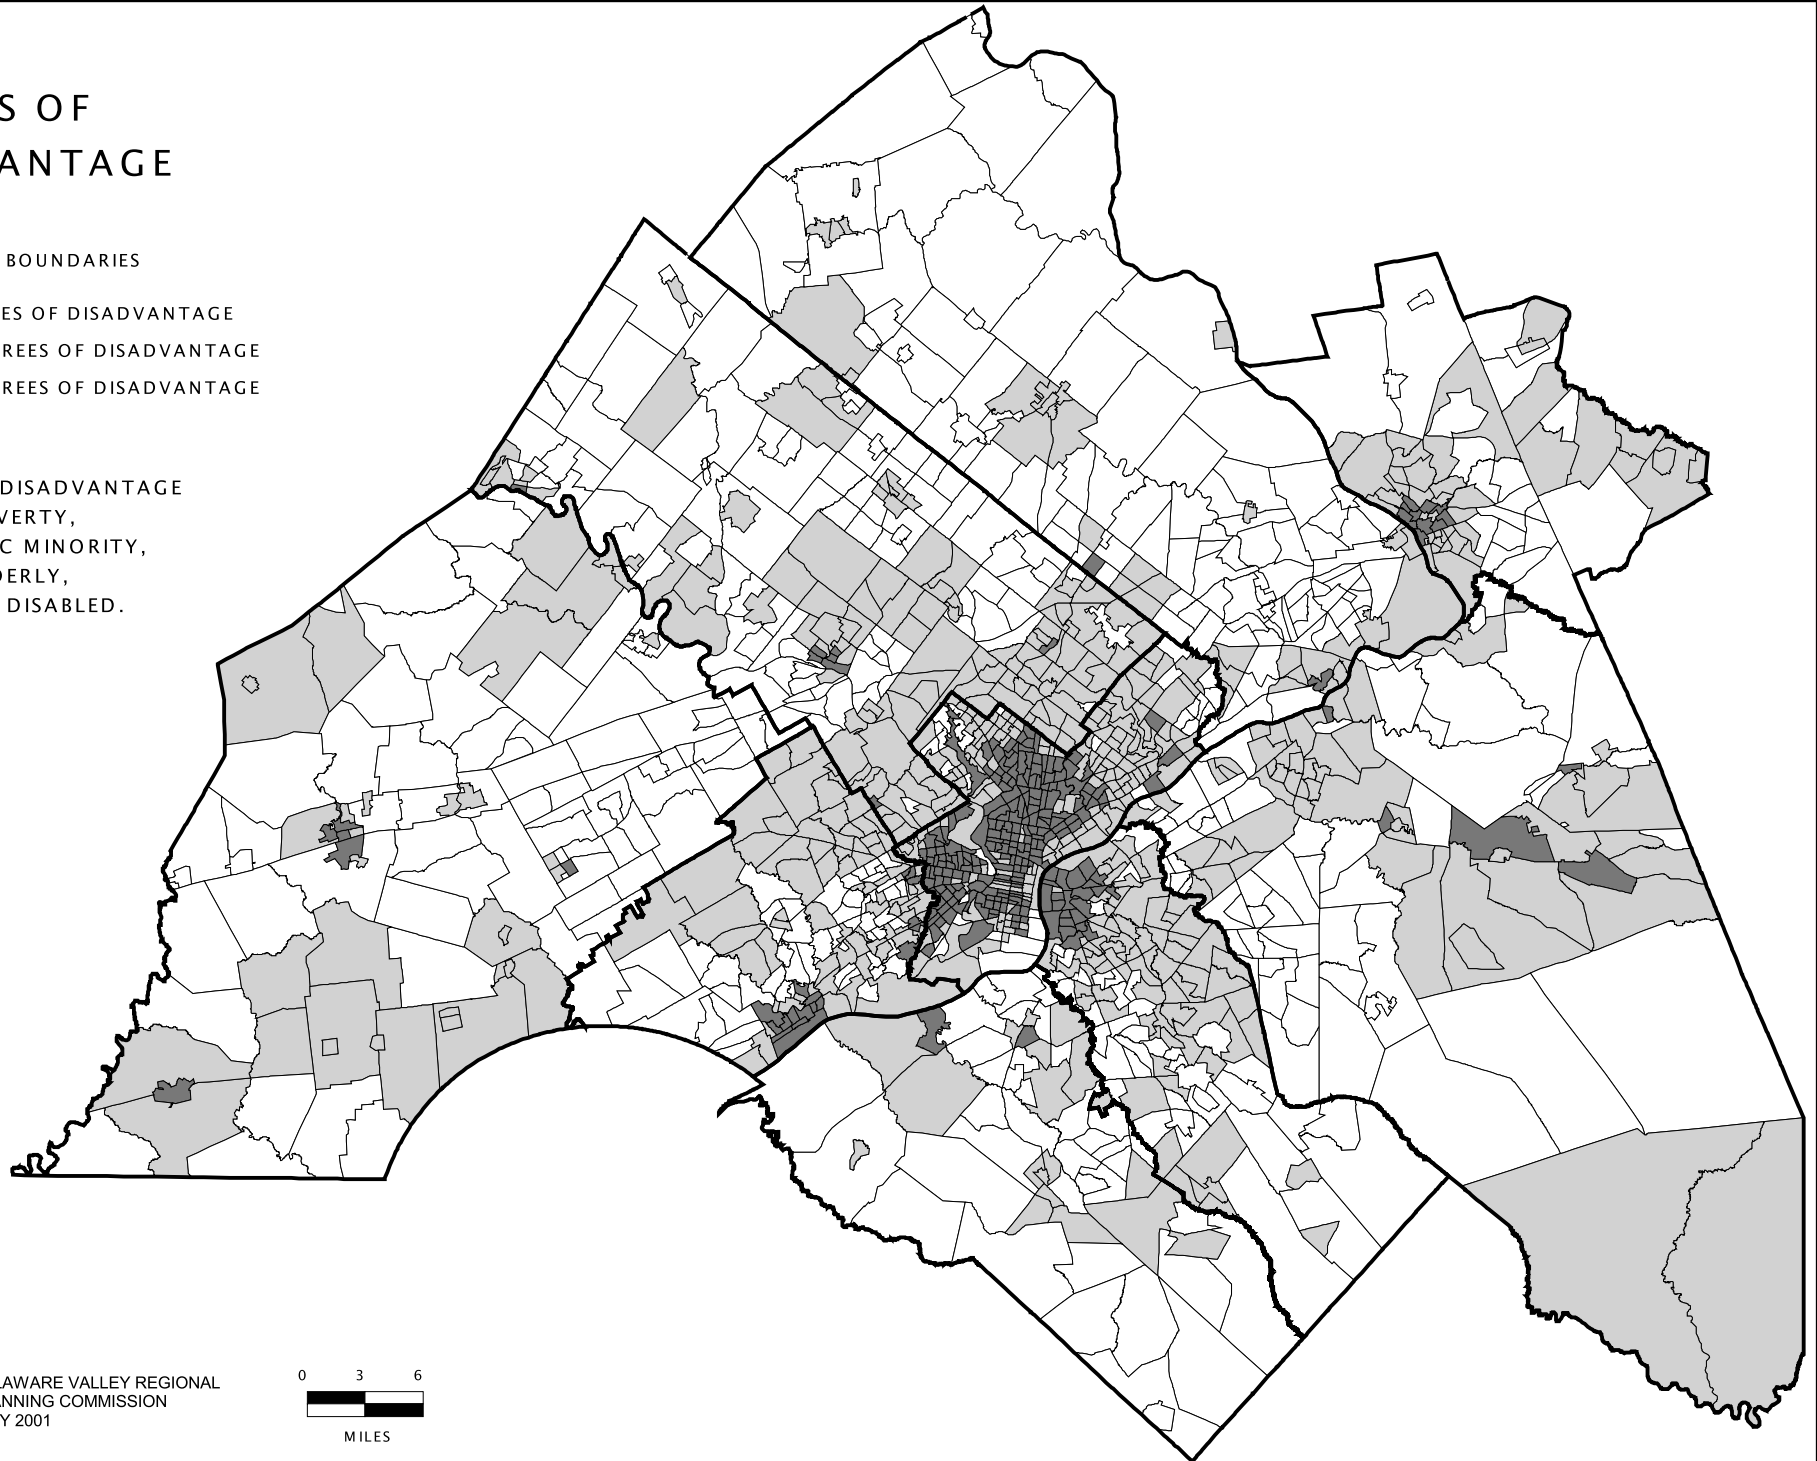 S OF
ANTAGE
BOUNDARIES
ES OF DISADVANTAGE
REES OF DISADVANTAGE
REES OF DISADVANTAGE
DISADVANTAGE
VERTY,
C MINORITY,
DERLY,
DISABLED.
LAWARE VALLEY REGIONAL
ANNING COMMISSION
Y 2001
0 3 6
MILES